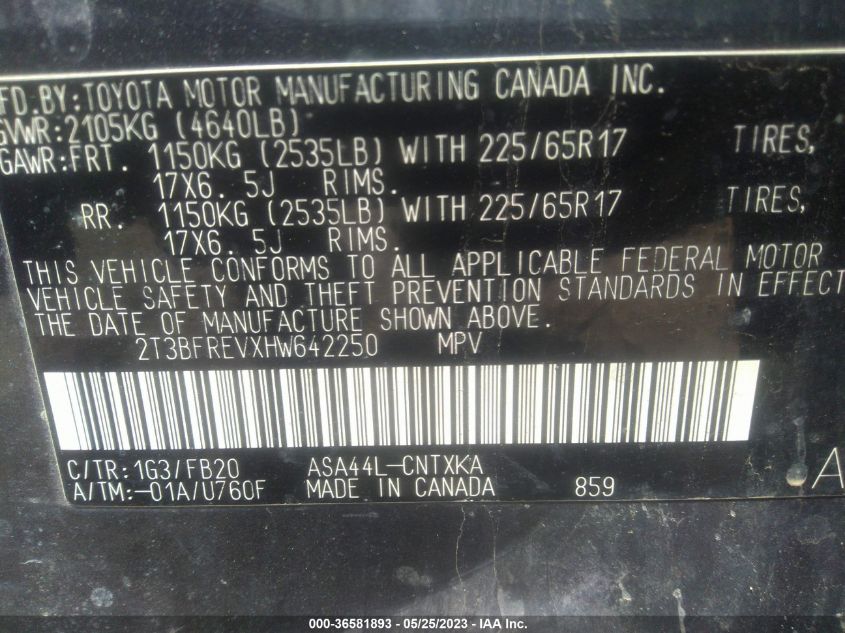 FD BY:TOYOTA MOTOR MANUFACTURING CANADA INC.
GVWR:2105KG (4640LB)
GAWR:FRT. 1150KG (2535LB) WITH 225/65R17 TIRES,
17X6. 5J RIMS.
RR. 1150KG (2535LB) WITH 225/65R17 TIRES,
17X6. 5J RIMS.
THIS VEHICLE CONFORMS TO ALL APPLICABLE FEDERAL MOTOR
VEHICLE SAFETY AND THEFT PREVENTION STANDARDS IN EFFECT
THE DATE OF MANUFACTURE SHOWN ABOVE.
2T3BFREVXHW642250 MPV
C/TR: 1G3/FB20 ASA44L-CNTXKA
A/TM:-01A/U760F MADE IN CANADA 859 A
000-36581893 / 05/25/2023 - IAA Inc.